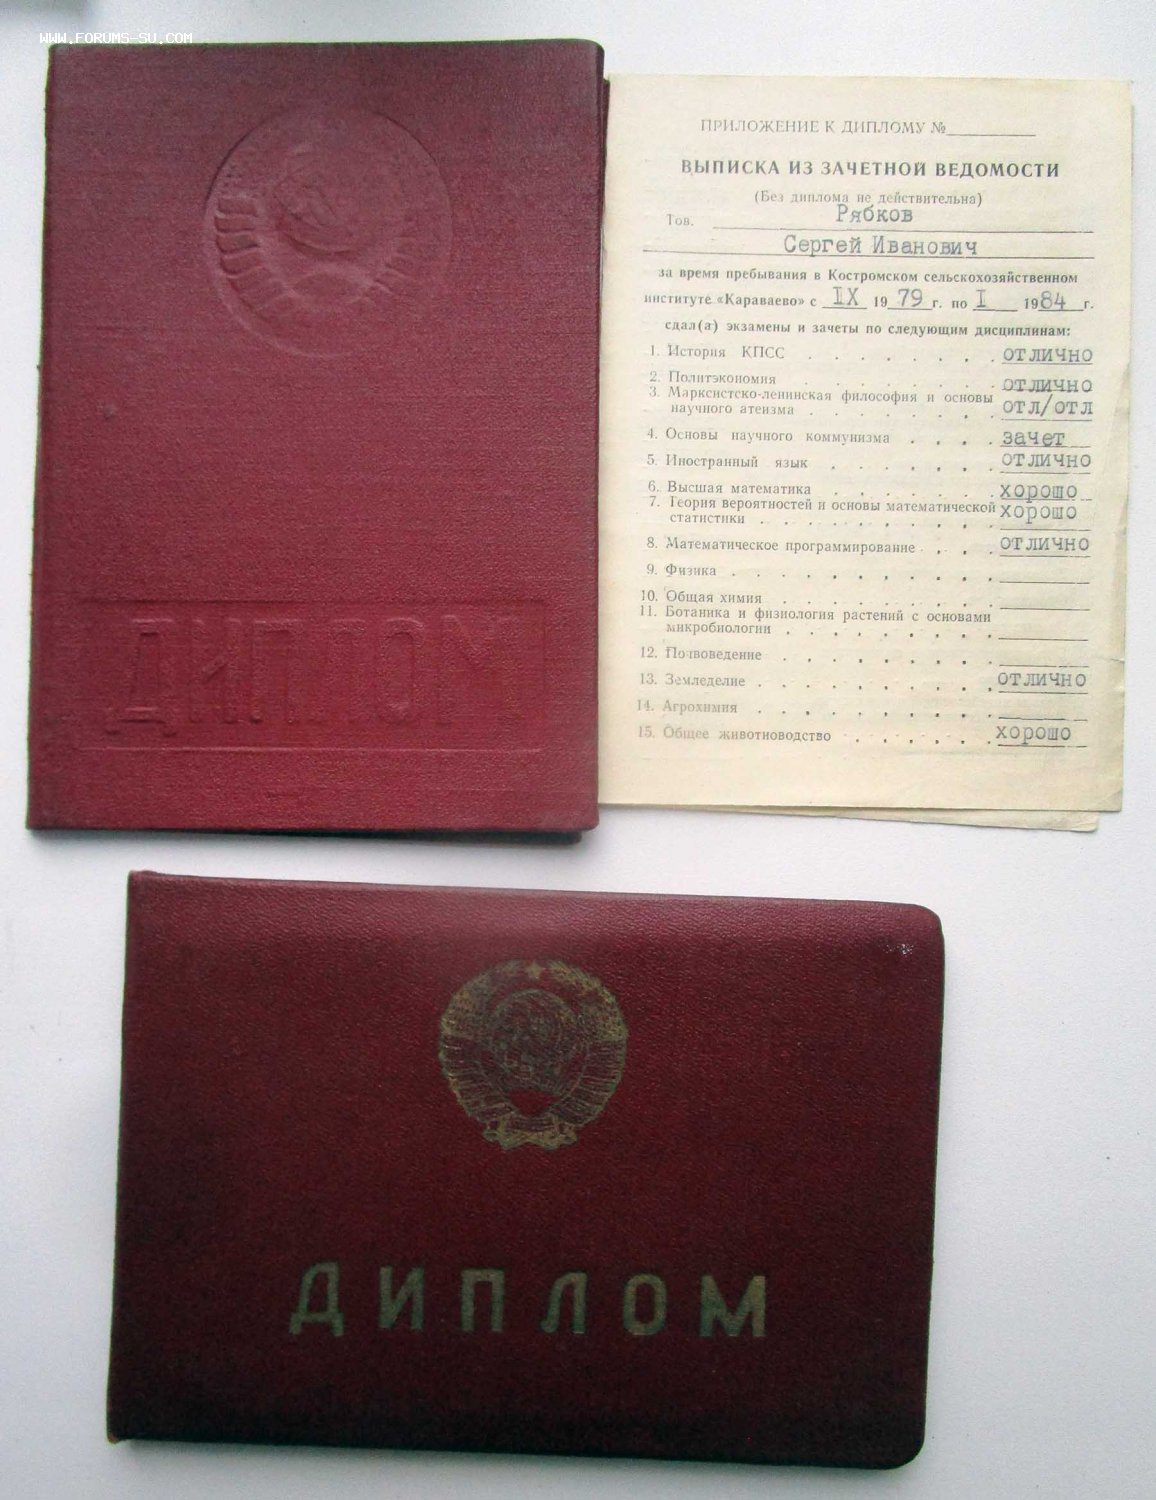 WWW.FORUMS-SU.COM
ДИПЛОМ
ПРИЛОЖЕНИЕ К ДИПЛОМУ №
ВЫПИСКА ИЗ ЗАЧЕТНОЙ ВЕДОМОСТИ
(Без диплома не действительна)
Тов. Рябков
Сергей Иванович
за время пребывания в Костромском сельскохозяйственном
институте «Караваево» с IX 1979 г. по I 1984 г.
сдал(а) экзамены и зачеты по следующим дисциплинам:
1. История КПСС . . . . . . . . отлично
2. Политэкономия . . . . . . . . отлично
3. Марксистско-ленинская философия и основы
научного атеизма . . . . . . . . отл/отл
4. Основы научного коммунизма . . . . зачет
5. Иностранный язык . . . . . . . отлично
6. Высшая математика . . . . . . . хорошо
7. Теория вероятностей и основы математической
статистики . . . . . . . . . . хорошо
8. Математическое программирование . . . отлично
9. Физика . . . . . . . . . . .
10. Общая химия . . . . . . . . .
11. Ботаника и физиология растений с основами
микробиологии . . . . . . . . .
12. Почвоведение . . . . . . . . .
13. Земледелие . . . . . . . . . . отлично
14. Агрохимия . . . . . . . . . .
15. Общее животноводство . . . . . . хорошо
ДИПЛОМ